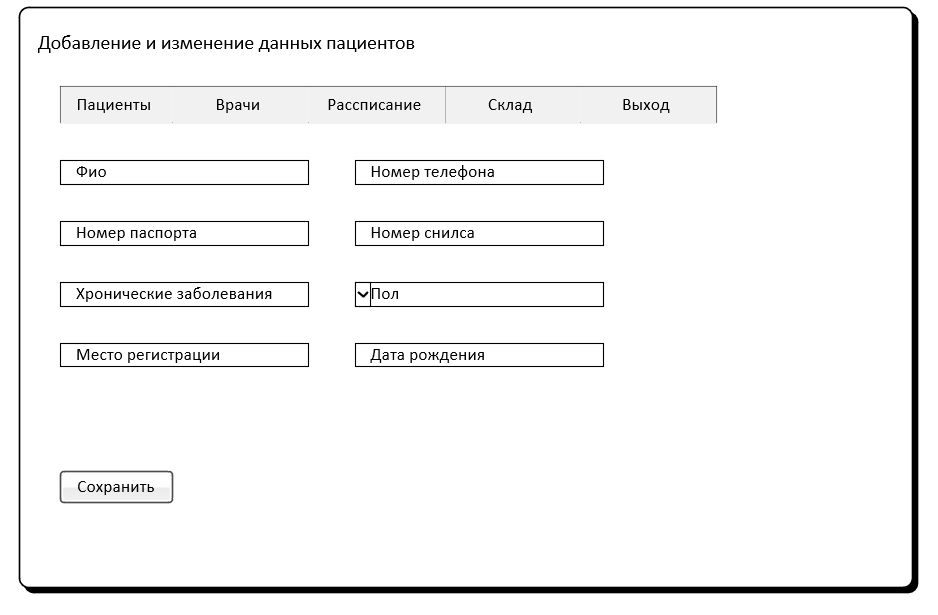 Добавление и изменение данных пациентов
Пациенты Врачи Рассписание Склад Выход
Фио Номер телефона
Номер паспорта Номер снилса
Хронические заболевания Пол
Место регистрации Дата рождения
Сохранить